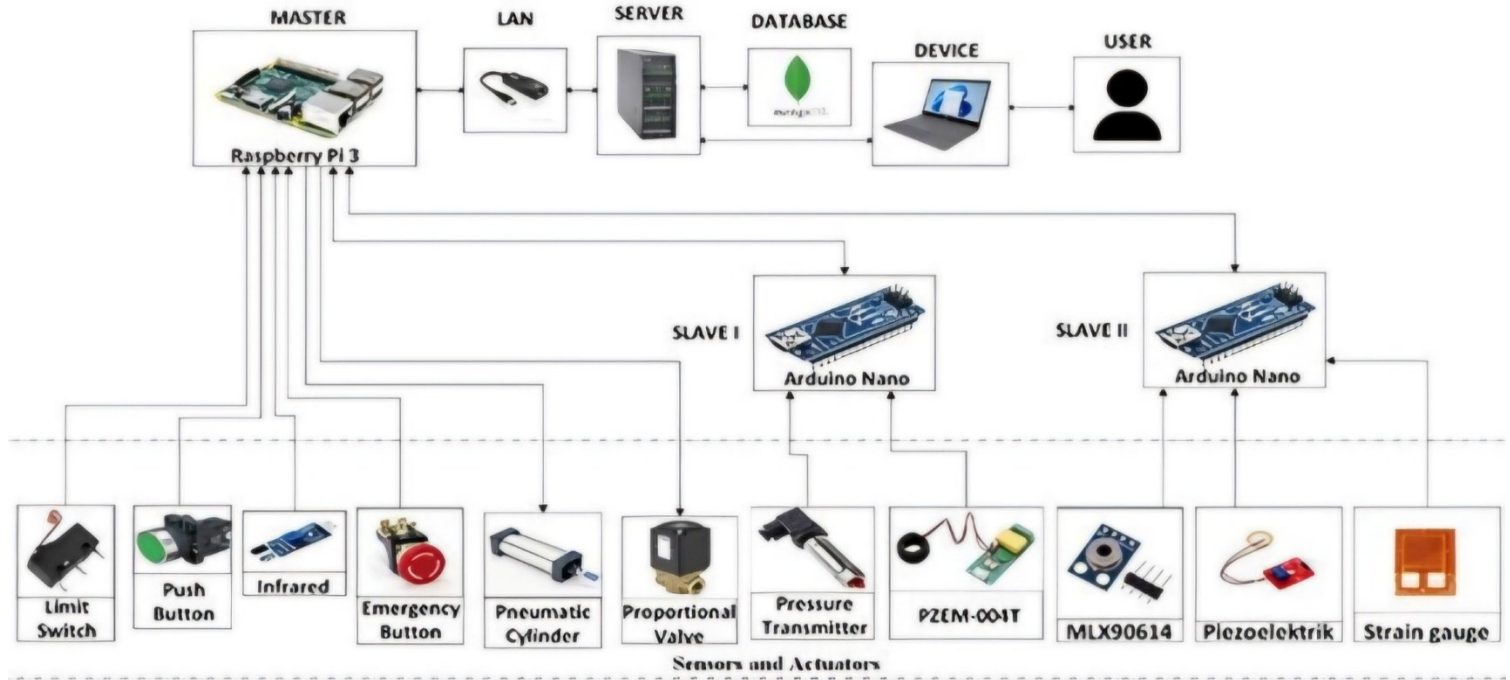 MASTER
LAN
SERVER
DATABASE
DEVICE
USER
Raspberry Pi 3
SLAVE I
SLAVE II
Arduino Nano
Arduino Nano
Limit
Switch
Push
Button
Infrared
Emergency
Button
Pneumatic
Cylinder
Proportional
Valve
Pressure
Transmitter
PZEM-004T
MLX90614
Piezoelektrik
Strain gauge
Sensors and Actuators